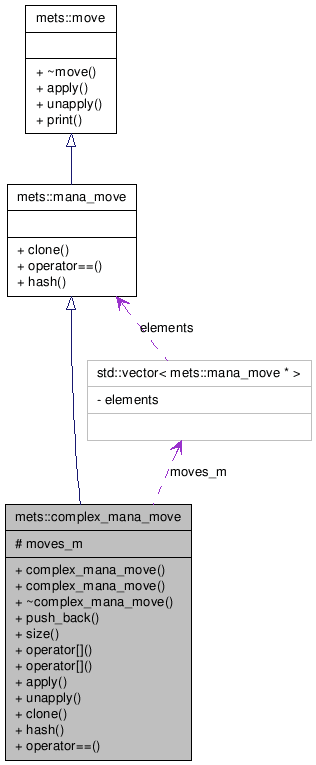 mets::move
+ ~move()
+ apply()
+ unapply()
+ print()
mets::mana_move
+ clone()
+ operator==()
+ hash()
elements
std::vector< mets::mana_move * >
- elements
moves_m
mets::complex_mana_move
# moves_m
+ complex_mana_move()
+ complex_mana_move()
+ ~complex_mana_move()
+ push_back()
+ size()
+ operator[]()
+ operator[]()
+ apply()
+ unapply()
+ clone()
+ hash()
+ operator==()